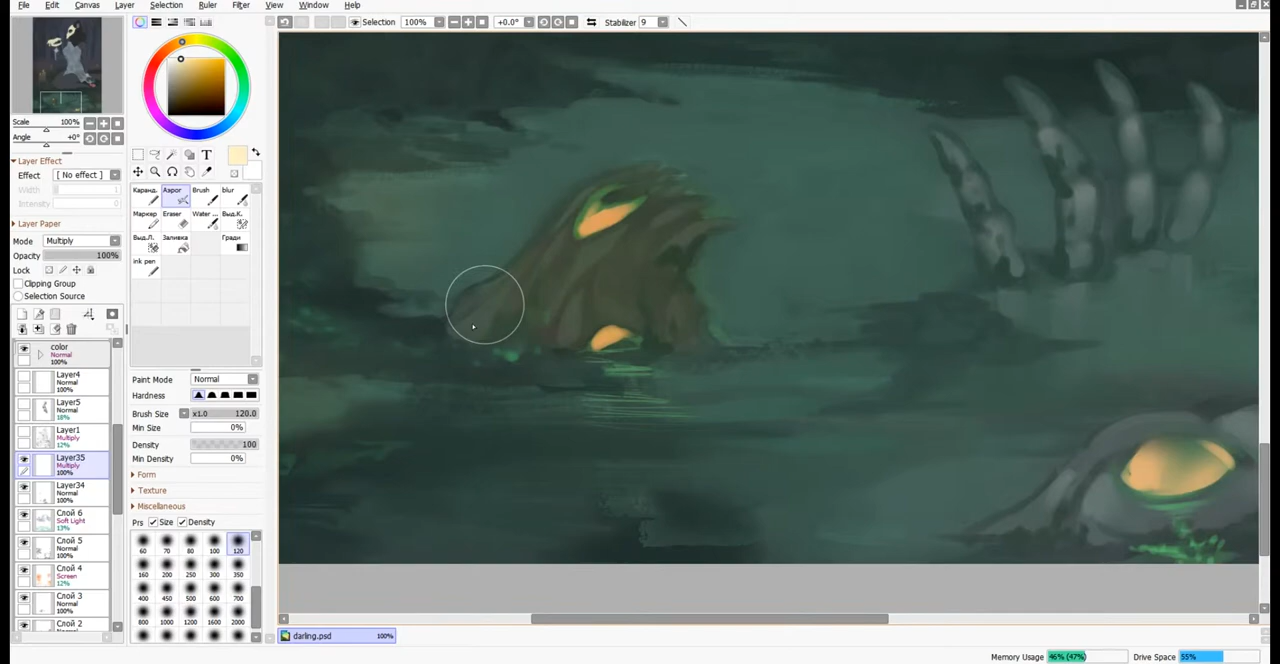 File Edit Canvas Layer Selection Ruler Filter View Window Help
Selection 100% +0.0° Stabilizer 9
Scale 100%
Angle +0°
Layer Effect
Effect [ No effect ]
Width 1
Intensity 0
Layer Paper
Mode Multiply
Opacity 100%
Lock
Clipping Group
Selection Source
color
Normal
100%
Layer4
Normal
100%
Layer5
Normal
18%
Layer1
Multiply
12%
Layer35
Multiply
100%
Layer34
Normal
100%
Слой 6
Soft Light
13%
Слой 5
Normal
100%
Слой 4
Screen
12%
Слой 3
Normal
100%
Слой 2
T
Каранд. Аэрог Brush blur
Маркер Eraser Water ... Выд.К.
Выд.Л. Заливка Гради
ink pen
Paint Mode Normal
Hardness
Brush Size x1.0 120.0
Min Size 0%
Density 100
Min Density 0%
Form
Texture
Miscellaneous
Prs Size Density
60 70 80 100 120
160 200 250 300 350
400 450 500 600 700
800 1000 1200 1600 2000
darling.psd 100%
Memory Usage 46% (47%) Drive Space 55%